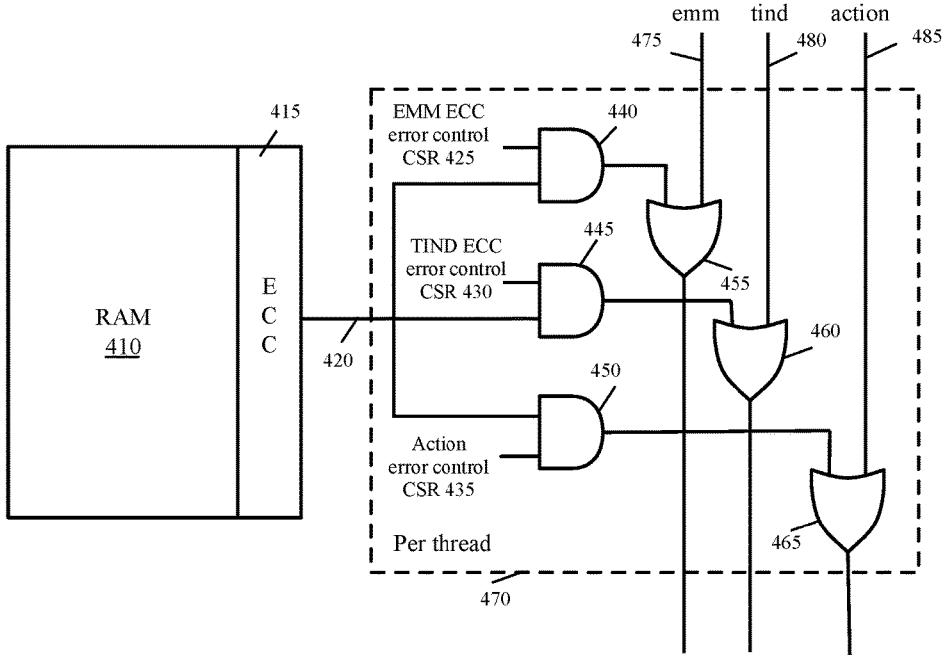 emm tind action
475
480
485
415
EMM ECC
error control
CSR 425
440
TIND ECC
error control
CSR 430
445
455
RAM
410
E
C
C
420
460
450
Action
error control
CSR 435
465
Per thread
470